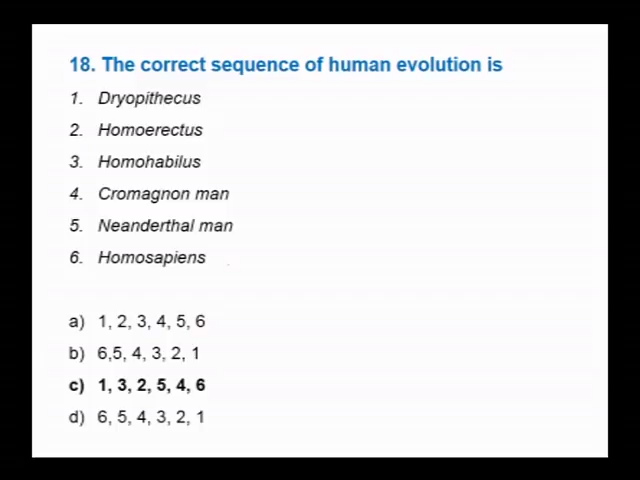 18. The correct sequence of human evolution is
1. Dryopithecus
2. Homoerectus
3. Homohabilus
4. Cromagnon man
5. Neanderthal man
6. Homosapiens
a) 1, 2, 3, 4, 5, 6
b) 6,5, 4, 3, 2, 1
c) 1, 3, 2, 5, 4, 6
d) 6, 5, 4, 3, 2, 1